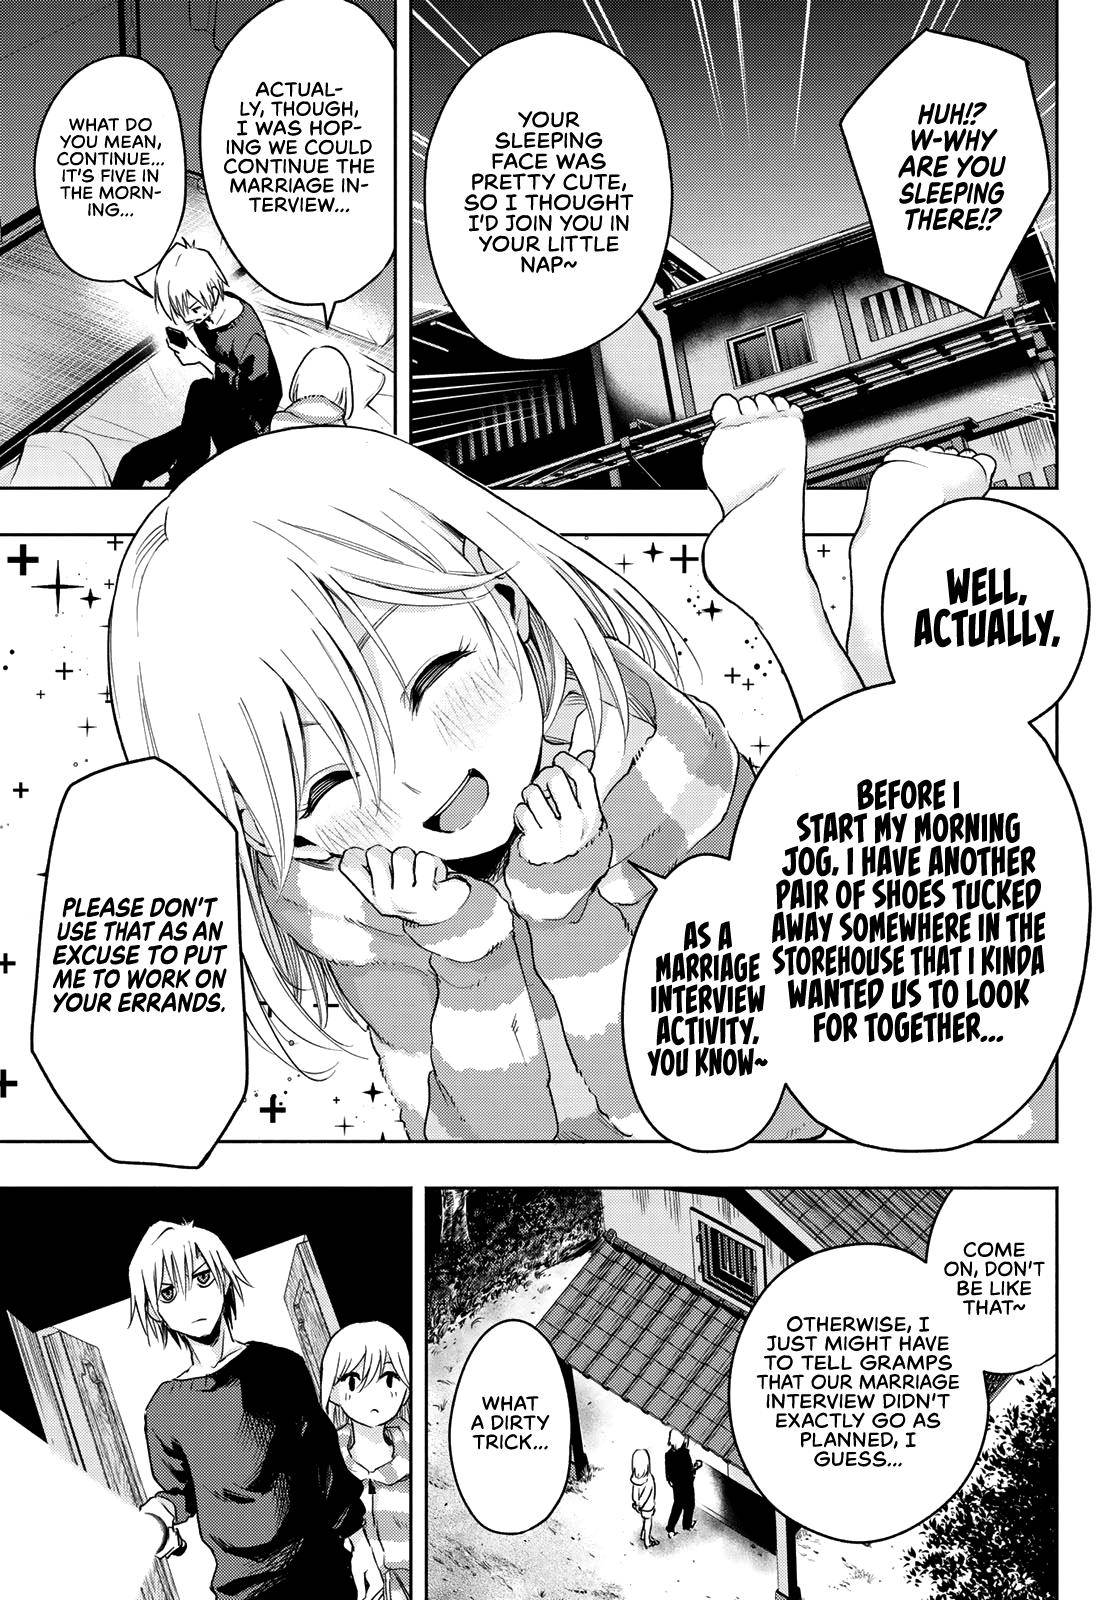 HUH!?
W-WHY
ARE YOU
SLEEPING
THERE!?
YOUR
SLEEPING
FACE WAS
PRETTY CUTE,
SO I THOUGHT
I'D JOIN YOU IN
YOUR LITTLE
NAP~
ACTUAL-
LY, THOUGH,
I WAS HOP-
ING WE COULD
CONTINUE THE
MARRIAGE IN-
TERVIEW...
WHAT DO
YOU MEAN,
CONTINUE...
IT'S FIVE IN
THE MORN-
ING...
WELL,
ACTUALLY,
BEFORE I
START MY MORNING
JOG, I HAVE ANOTHER
PAIR OF SHOES TUCKED
AWAY SOMEWHERE IN THE
STOREHOUSE THAT I KINDA
WANTED US TO LOOK
FOR TOGETHER...
AS A
MARRIAGE
INTERVIEW
ACTIVITY,
YOU KNOW~
PLEASE DON'T
USE THAT AS AN
EXCUSE TO PUT
ME TO WORK ON
YOUR ERRANDS.
COME
ON, DON'T
BE LIKE
THAT~
OTHERWISE, I
JUST MIGHT HAVE
TO TELL GRAMPS
THAT OUR MARRIAGE
INTERVIEW DIDN'T
EXACTLY GO AS
PLANNED, I
GUESS...
WHAT
A DIRTY
TRICK...